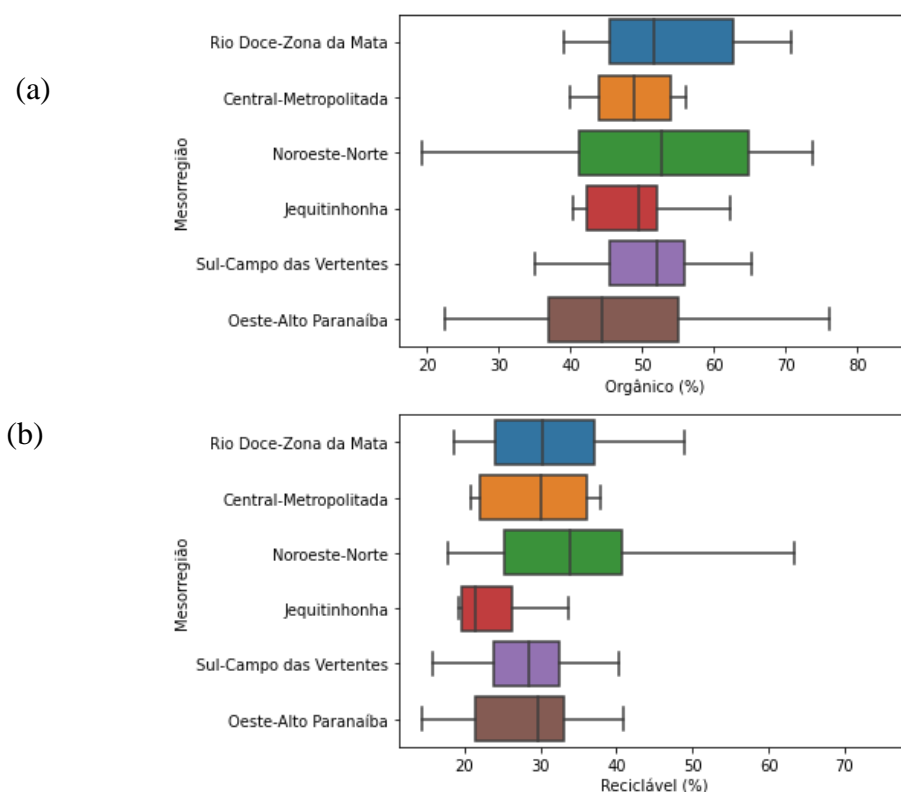 (a)
Mesorregião
Rio Doce-Zona da Mata
Central-Metropolitada
Noroeste-Norte
Jequitinhonha
Sul-Campo das Vertentes
Oeste-Alto Paranaíba
20 30 40 50 60 70 80
Orgânico (%)
(b)
Mesorregião
Rio Doce-Zona da Mata
Central-Metropolitada
Noroeste-Norte
Jequitinhonha
Sul-Campo das Vertentes
Oeste-Alto Paranaíba
20 30 40 50 60 70
Reciclável (%)